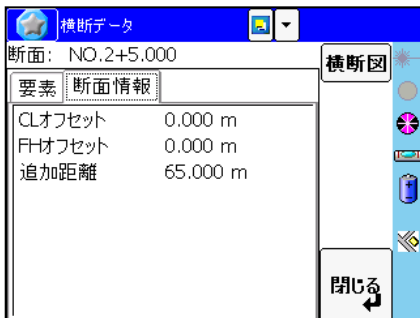 横断データ
断面: NO.2+5.000
横断図
要素 断面情報
CLオフセット 0.000 m
FHオフセット 0.000 m
追加距離 65.000 m
閉じる